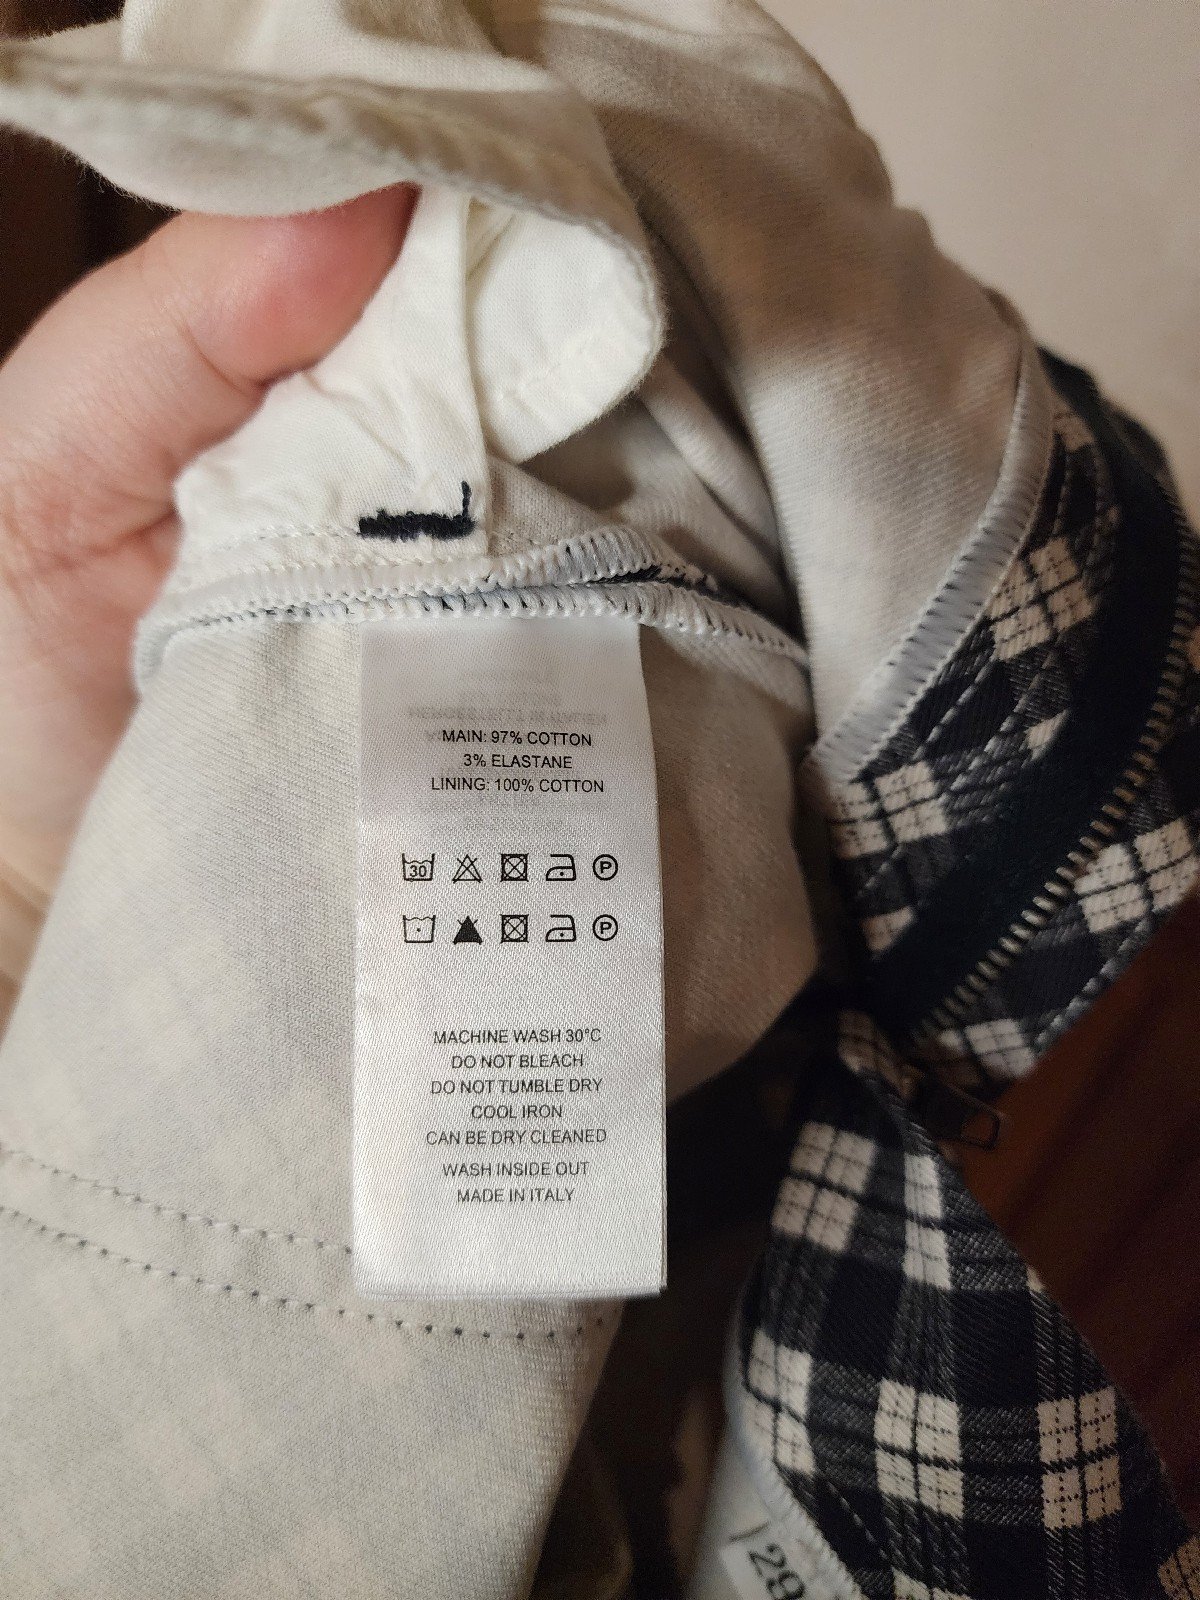 MAIN: 97% COTTON
3% ELASTANE
LINING: 100% COTTON
30 P
P
MACHINE WASH 30°C
DO NOT BLEACH
DO NOT TUMBLE DRY
COOL IRON
CAN BE DRY CLEANED
WASH INSIDE OUT
MADE IN ITALY
28